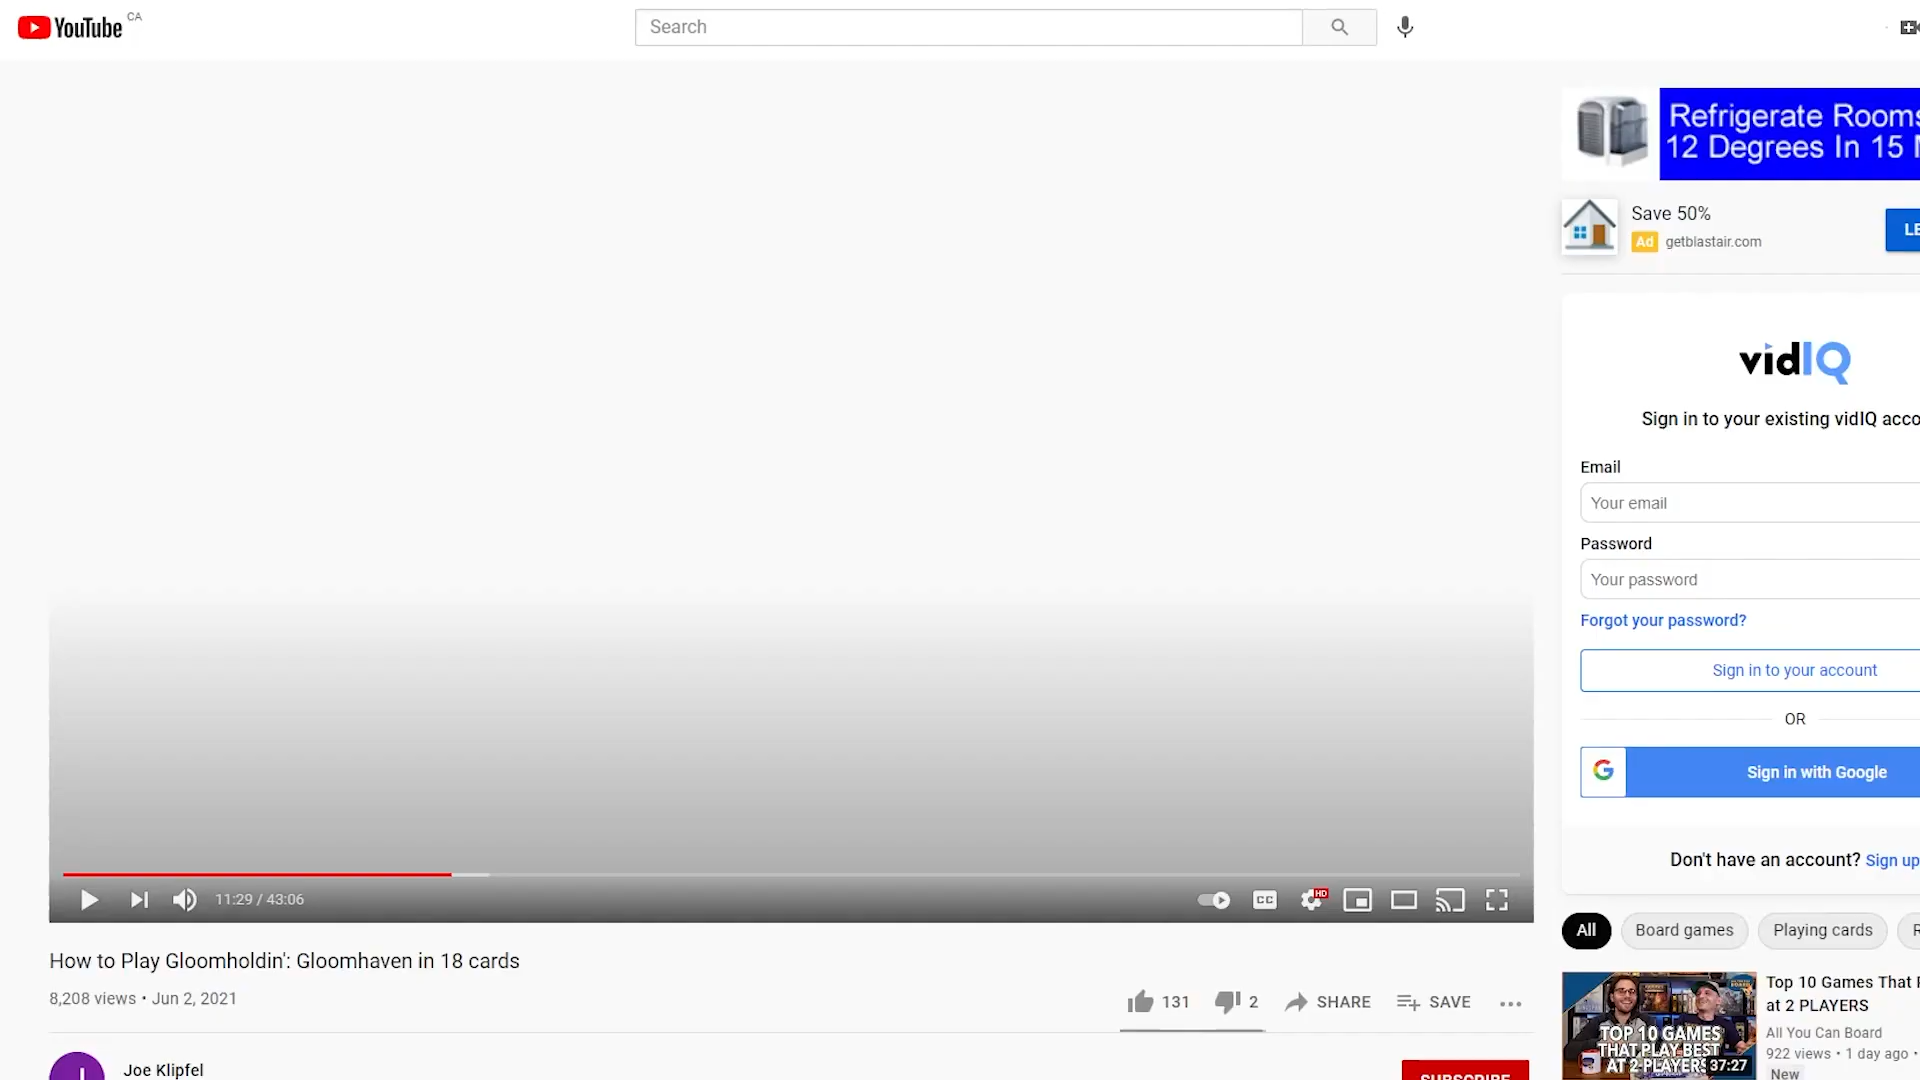 YouTube CA
Search
Refrigerate Rooms
12 Degrees In 15
Save 50%
Ad getblastair.com
LE
vidIQ
Sign in to your existing vidIQ acco
Email
Your email
Password
Your password
Forgot your password?
Sign in to your account
OR
G Sign in with Google
Don't have an account? Sign up
11:29 / 43:06
CC
HD
How to Play Gloomholdin': Gloomhaven in 18 cards
8,208 views • Jun 2, 2021
131 2 SHARE SAVE
Joe Klipfel
SUBSCRIBE
All Board games Playing cards
Top 10 Games That
at 2 PLAYERS
All You Can Board
922 views • 1 day ago •
New
TOP 10 GAMES
THAT PLAY BEST
AT 2 PLAYERS
37:27